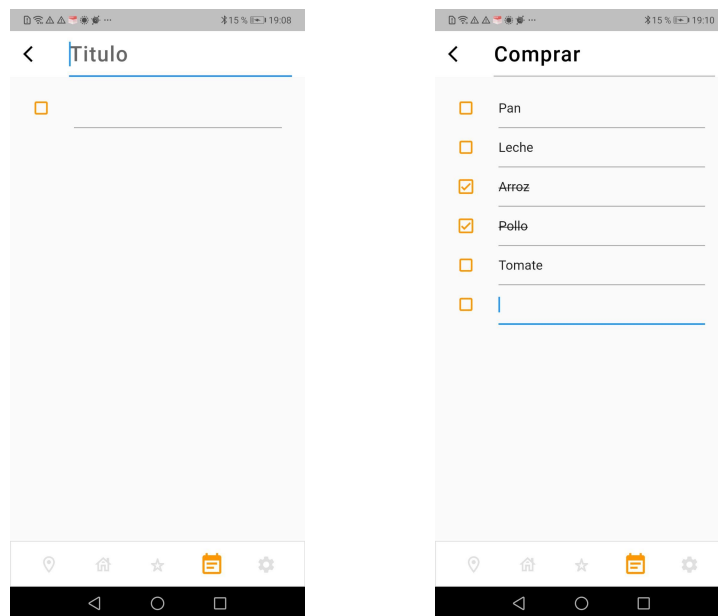 15 % 19:08
Titulo
15 % 19:10
Comprar
Pan
Leche
Arroz
Pollo
Tomate